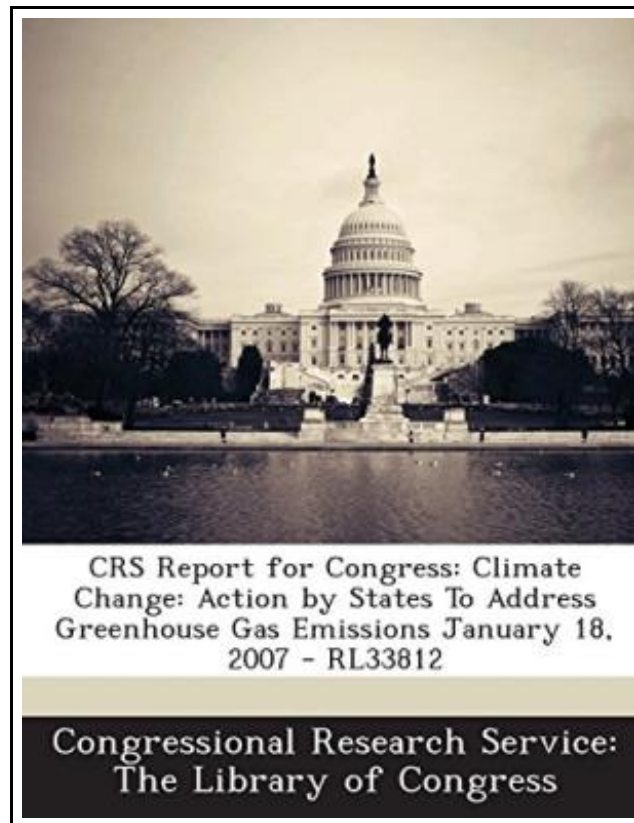 CRS Report for Congress: Climate
Change: Action by States To Address
Greenhouse Gas Emissions January 18,
2007 - RL33812
Congressional Research Service:
The Library of Congress